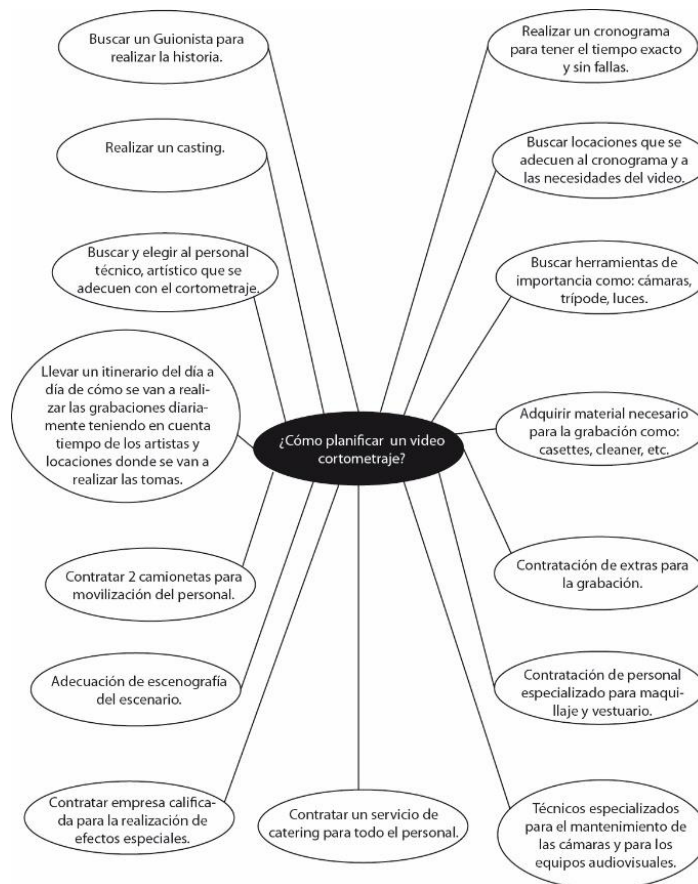 Buscar un Guionista para
realizar la historia.
Realizar un cronograma
para tener el tiempo exacto
y sin fallas.
Realizar un casting.
Buscar locaciones que se
adecuen al cronograma y a
las necesidades del video.
Buscar y elegir al personal
técnico, artístico que se
adecuen con el cortometraje.
Buscar herramientas de
importancia como: cámaras,
trípode, luces.
Llevar un itinerario del día a
día de cómo se van a reali-
zar las grabaciones diaria-
mente teniendo en cuenta
tiempo de los artistas y
locaciones donde se van a
realizar las tomas.
¿Cómo planificar un video
cortometraje?
Adquirir material necesario
para la grabación como:
casettes, cleaner, etc.
Contratar 2 camionetas para
movilización del personal.
Contratación de extras para
la grabación.
Adecuación de escenografía
del escenario.
Contratación de personal
especializado para maqui-
llaje y vestuario.
Contratar empresa califica-
da para la realización de
efectos especiales.
Contratar un servicio de
catering para todo el personal.
Técnicos especializados
para el mantenimiento de
las cámaras y para los
equipos audiovisuales.